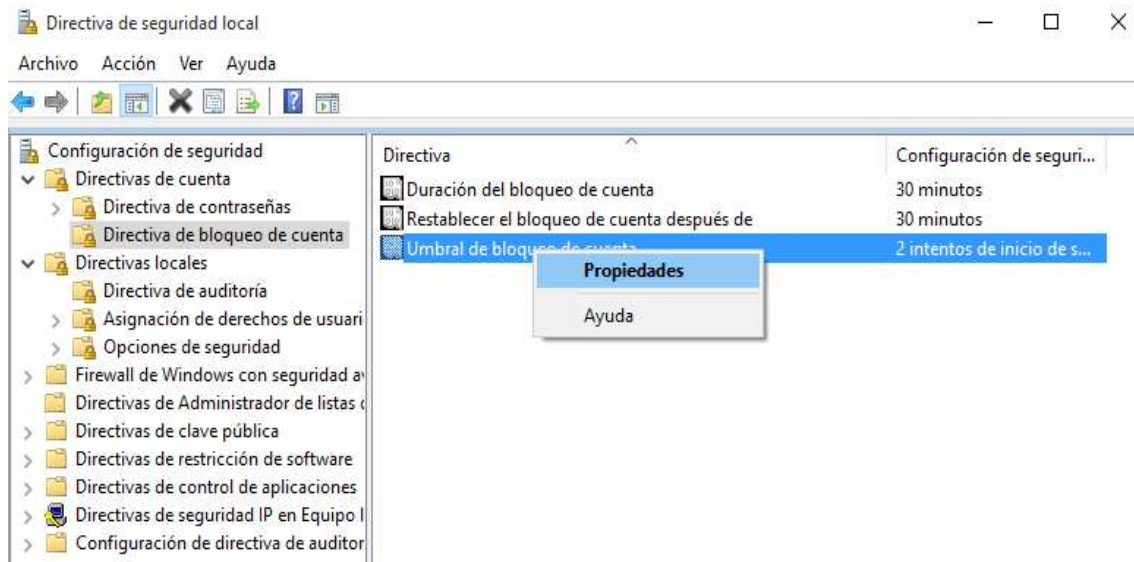 Directiva de seguridad local
Archivo Acción Ver Ayuda
Configuración de seguridad
Directivas de cuenta
Directiva de contraseñas
Directiva de bloqueo de cuenta
Directivas locales
Directiva de auditoría
Asignación de derechos de usuari
Opciones de seguridad
Firewall de Windows con seguridad a
Directivas de Administrador de listas
Directivas de clave pública
Directivas de restricción de software
Directivas de control de aplicaciones
Directivas de seguridad IP en Equipo l
Configuración de directiva de auditor
Directiva Configuración de seguri...
Duración del bloqueo de cuenta 30 minutos
Restablecer el bloqueo de cuenta después de 30 minutos
Umbral de bloqueo de cuenta 2 intentos de inicio de s...
Propiedades
Ayuda